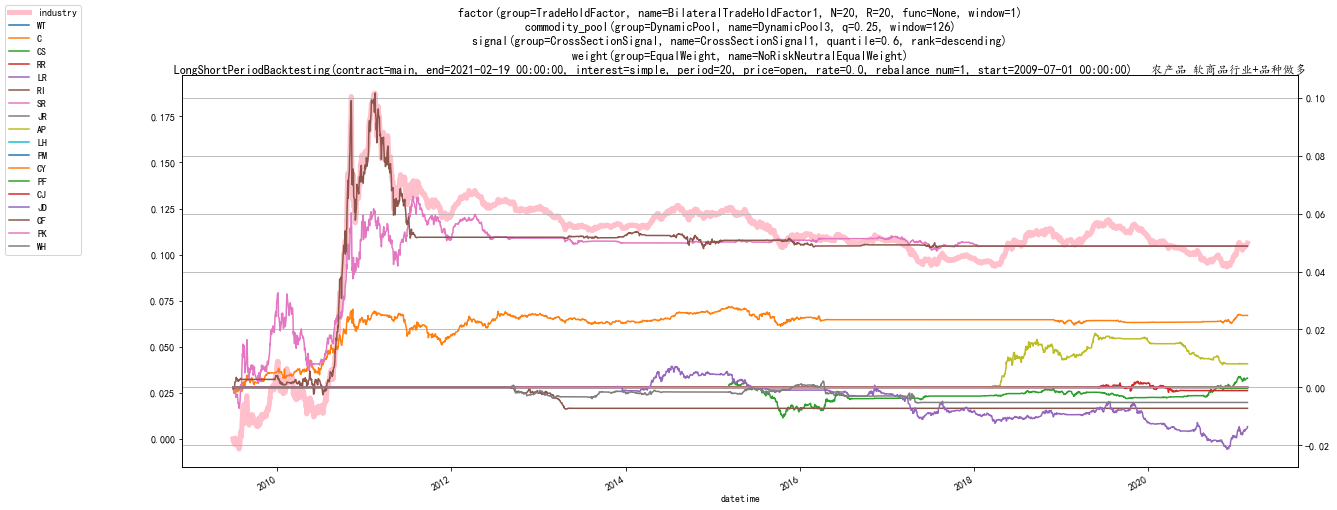 industry
WT
C
CS
RR
LR
RI
SR
JR
AP
LH
PM
CY
PF
CJ
JD
CF
PK
WH
factor(group=TradeHoldFactor, name=BilateralTradeHoldFactor1, N=20, R=20, func=None, window=1)
commodity_pool(group=DynamicPool, name=DynamicPool3, q=0.25, window=126)
signal(group=CrossSectionSignal, name=CrossSectionSignal1, quantile=0.6, rank=descending)
weight(group=EqualWeight, name=NoRiskNeutralEqualWeight)
LongShortPeriodBacktesting(contract=main, end=2021-02-19 00:00:00, interest=simple, period=20, price=open, rate=0.0, rebalance_num=1, start=2009-07-01 00:00:00) 农产品 软商品行业+品种做多
0.175
0.150
0.125
0.100
0.075
0.050
0.025
0.000
0.10
0.08
0.06
0.04
0.02
0.00
-0.02
2010
2012
2014
2016
2018
2020
datetime